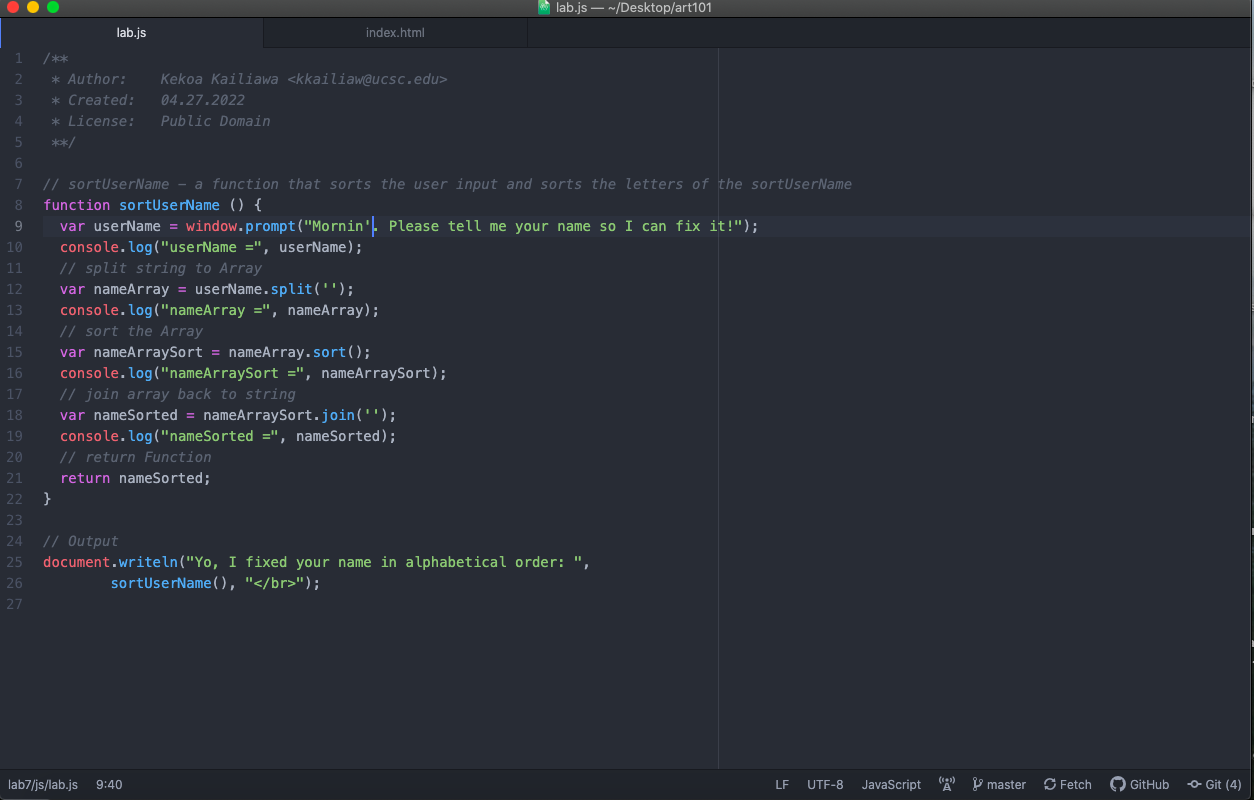 lab.js — ~/Desktop/art101
lab.js index.html
1 /**
2  * Author:    Kekoa Kailiawa <kkailiaw@ucsc.edu>
3  * Created:   04.27.2022
4  * License:   Public Domain
5  **/
6
7 // sortUserName – a function that sorts the user input and sorts the letters of the sortUserName
8 function sortUserName () {
9   var userName = window.prompt("Mornin'. Please tell me your name so I can fix it!");
10   console.log("userName =", userName);
11   // split string to Array
12   var nameArray = userName.split('');
13   console.log("nameArray =", nameArray);
14   // sort the Array
15   var nameArraySort = nameArray.sort();
16   console.log("nameArraySort =", nameArraySort);
17   // join array back to string
18   var nameSorted = nameArraySort.join('');
19   console.log("nameSorted =", nameSorted);
20   // return Function
21   return nameSorted;
22 }
23
24 // Output
25 document.writeln("Yo, I fixed your name in alphabetical order: ",
26         sortUserName(), "</br>");
27
lab7/js/lab.js 9:40 LF UTF-8 JavaScript master Fetch GitHub Git (4)